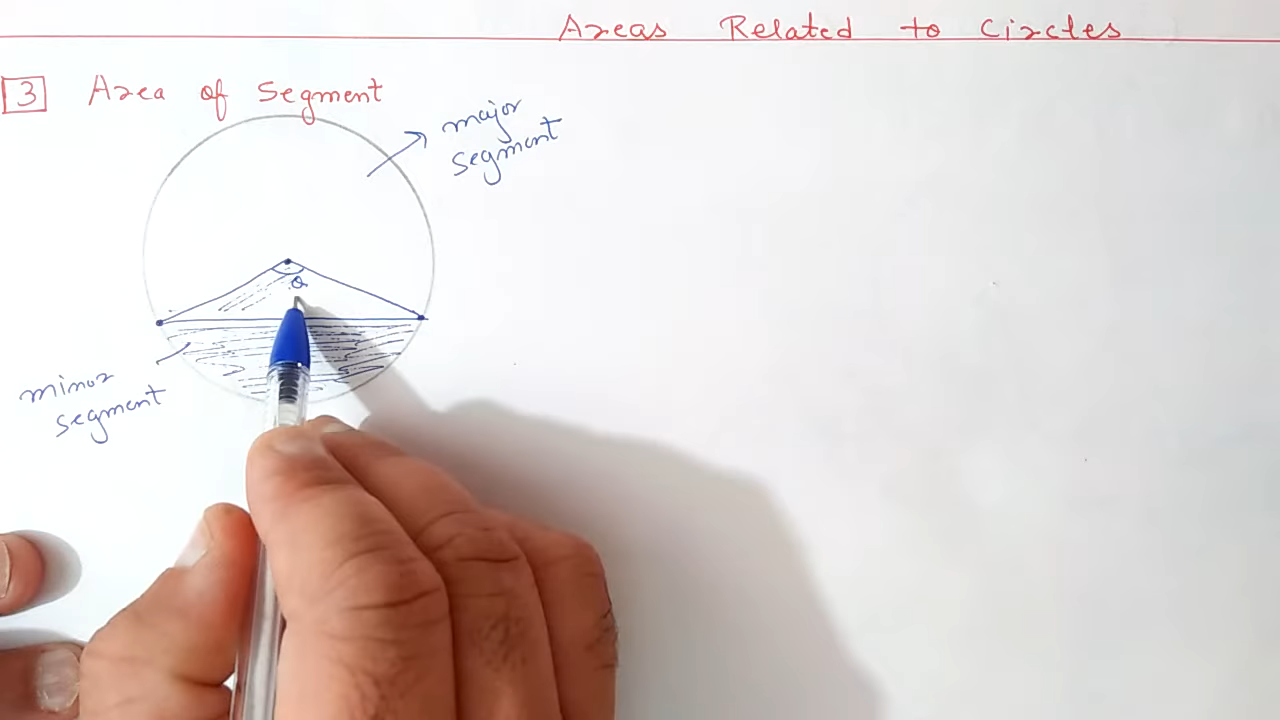 Areas Related to Circles
3 Area of Segment
major
segment
θ
minor
segment